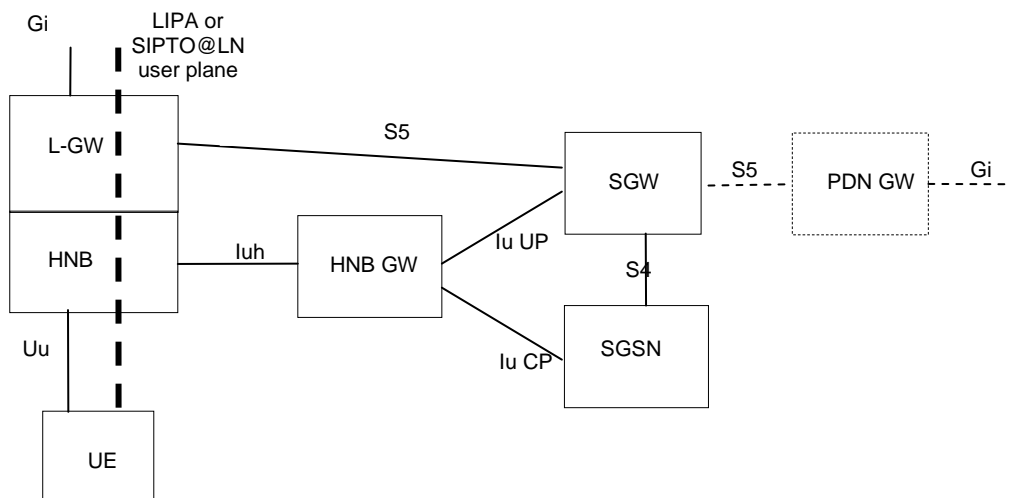 Gi
LIPA or
SIPTO@LN
user plane
L-GW
S5
SGW
S5
PDN GW
Gi
HNB
Iuh
HNB GW
Iu UP
S4
Uu
Iu CP
SGSN
UE